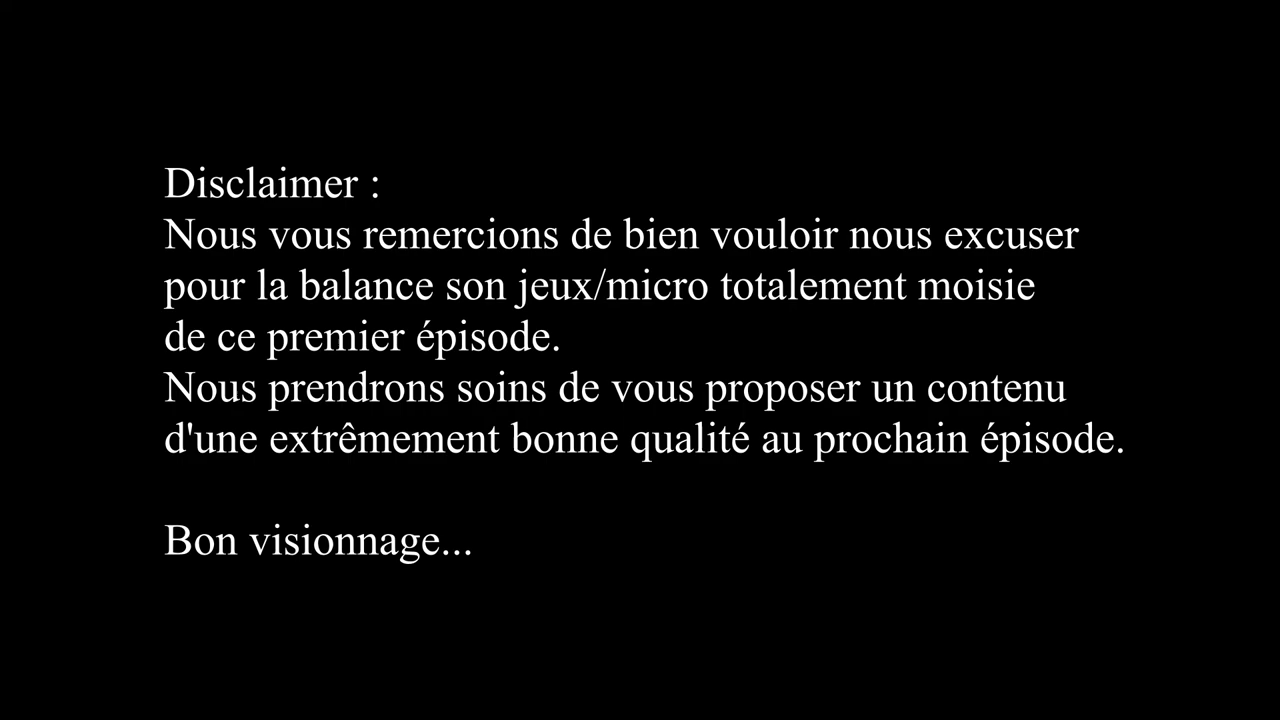 Disclaimer :
Nous vous remercions de bien vouloir nous excuser
pour la balance son jeux/micro totalement moisie
de ce premier épisode.
Nous prendrons soins de vous proposer un contenu
d'une extrêmement bonne qualité au prochain épisode.
Bon visionnage...